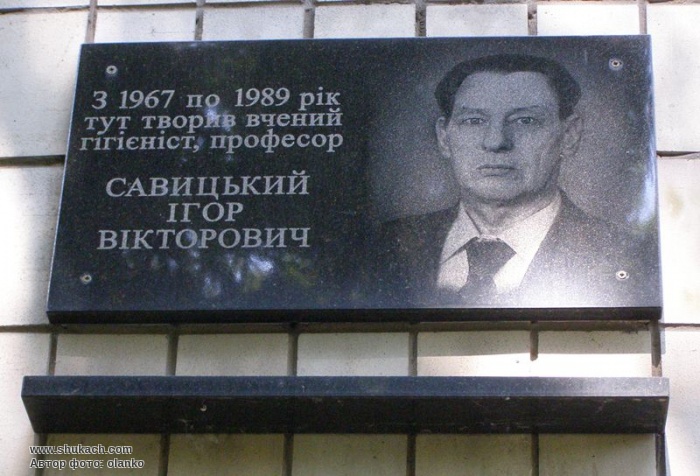 З 1967 по 1989 рік
тут творив вчений
гігієніст, професор
САВИЦЬКИЙ
ІГОР
ВІКТОРОВИЧ
www.shukach.com
Автор фото: olanko